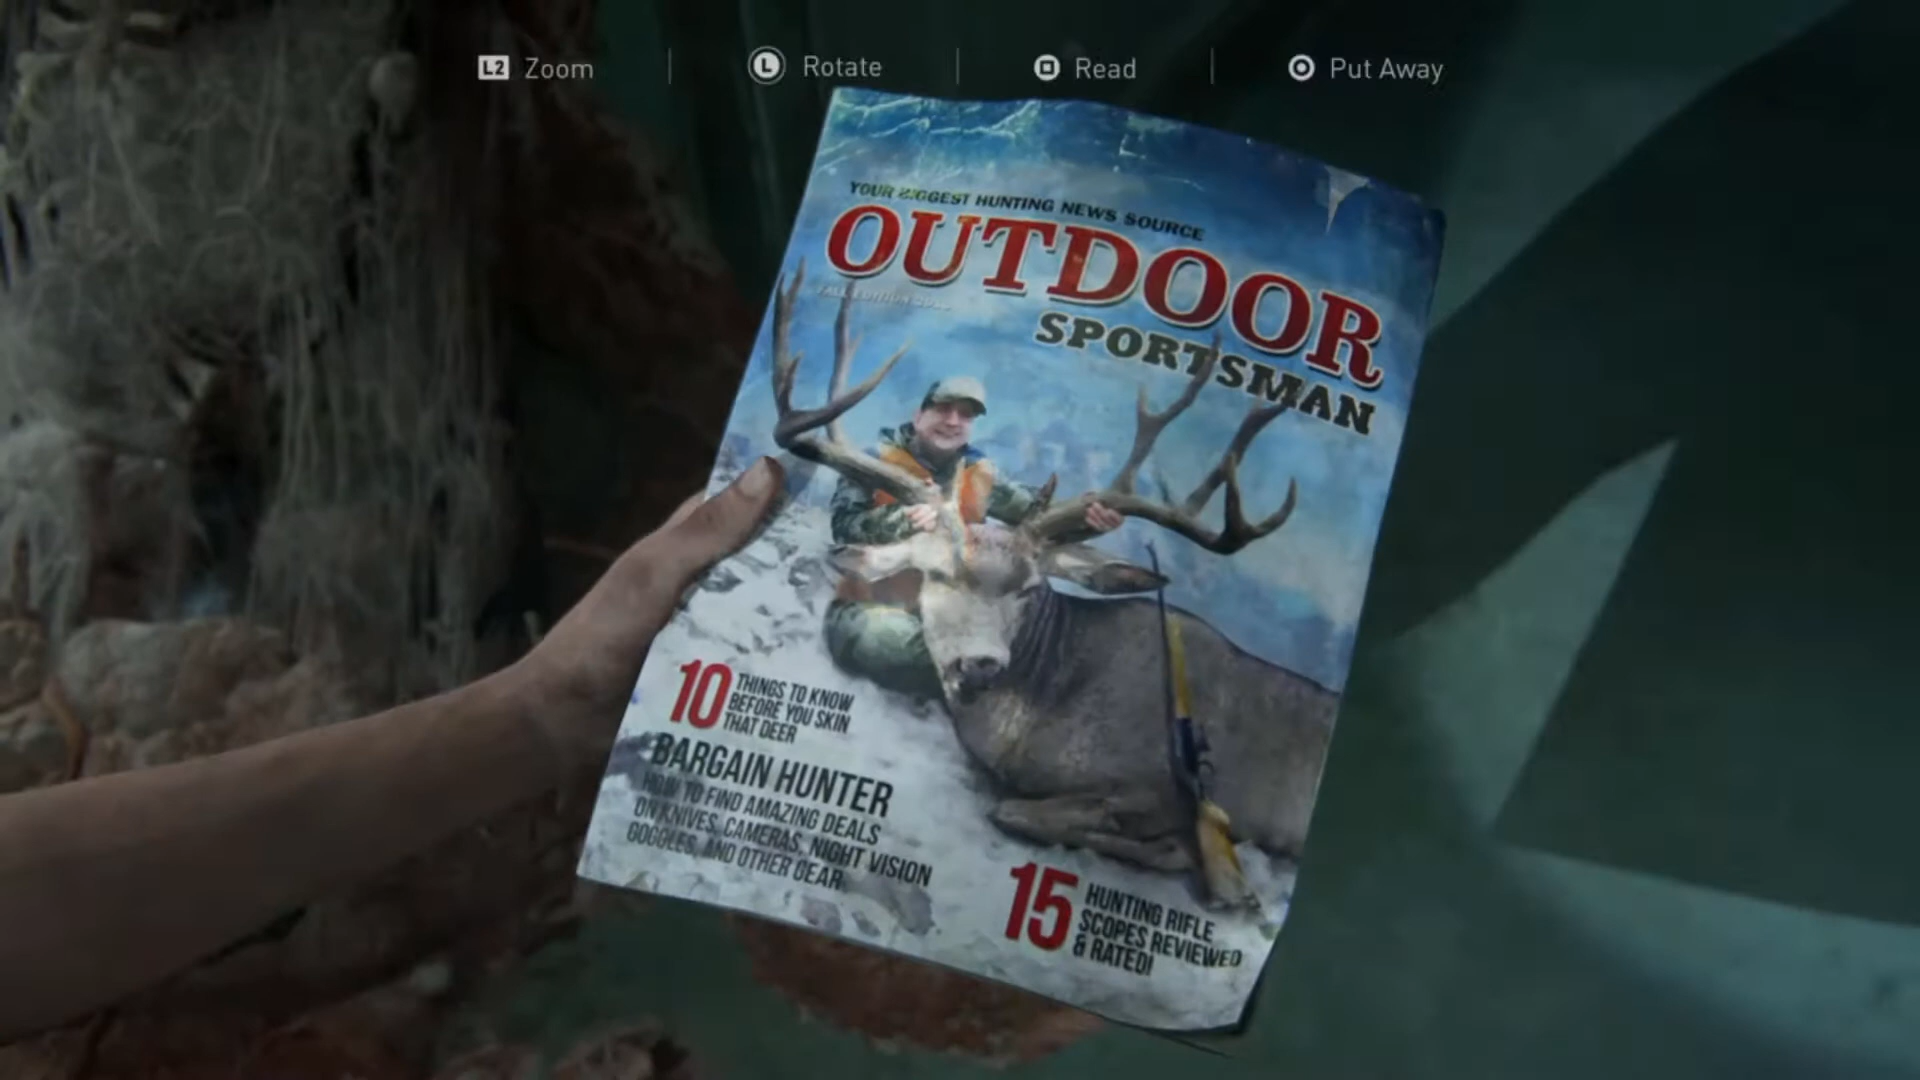 L2 Zoom
L Rotate
Read
Put Away
YOUR BIGGEST HUNTING NEWS SOURCE
OUTDOOR
FALL EDITION
SPORTSMAN
10 THINGS TO KNOW
BEFORE YOU SKIN
THAT DEER
BARGAIN HUNTER
HOW TO FIND AMAZING DEALS
ON KNIVES, CAMERAS, NIGHT VISION
GOGGLES, AND OTHER GEAR
15 HUNTING RIFLE
SCOPES REVIEWED
& RATED!